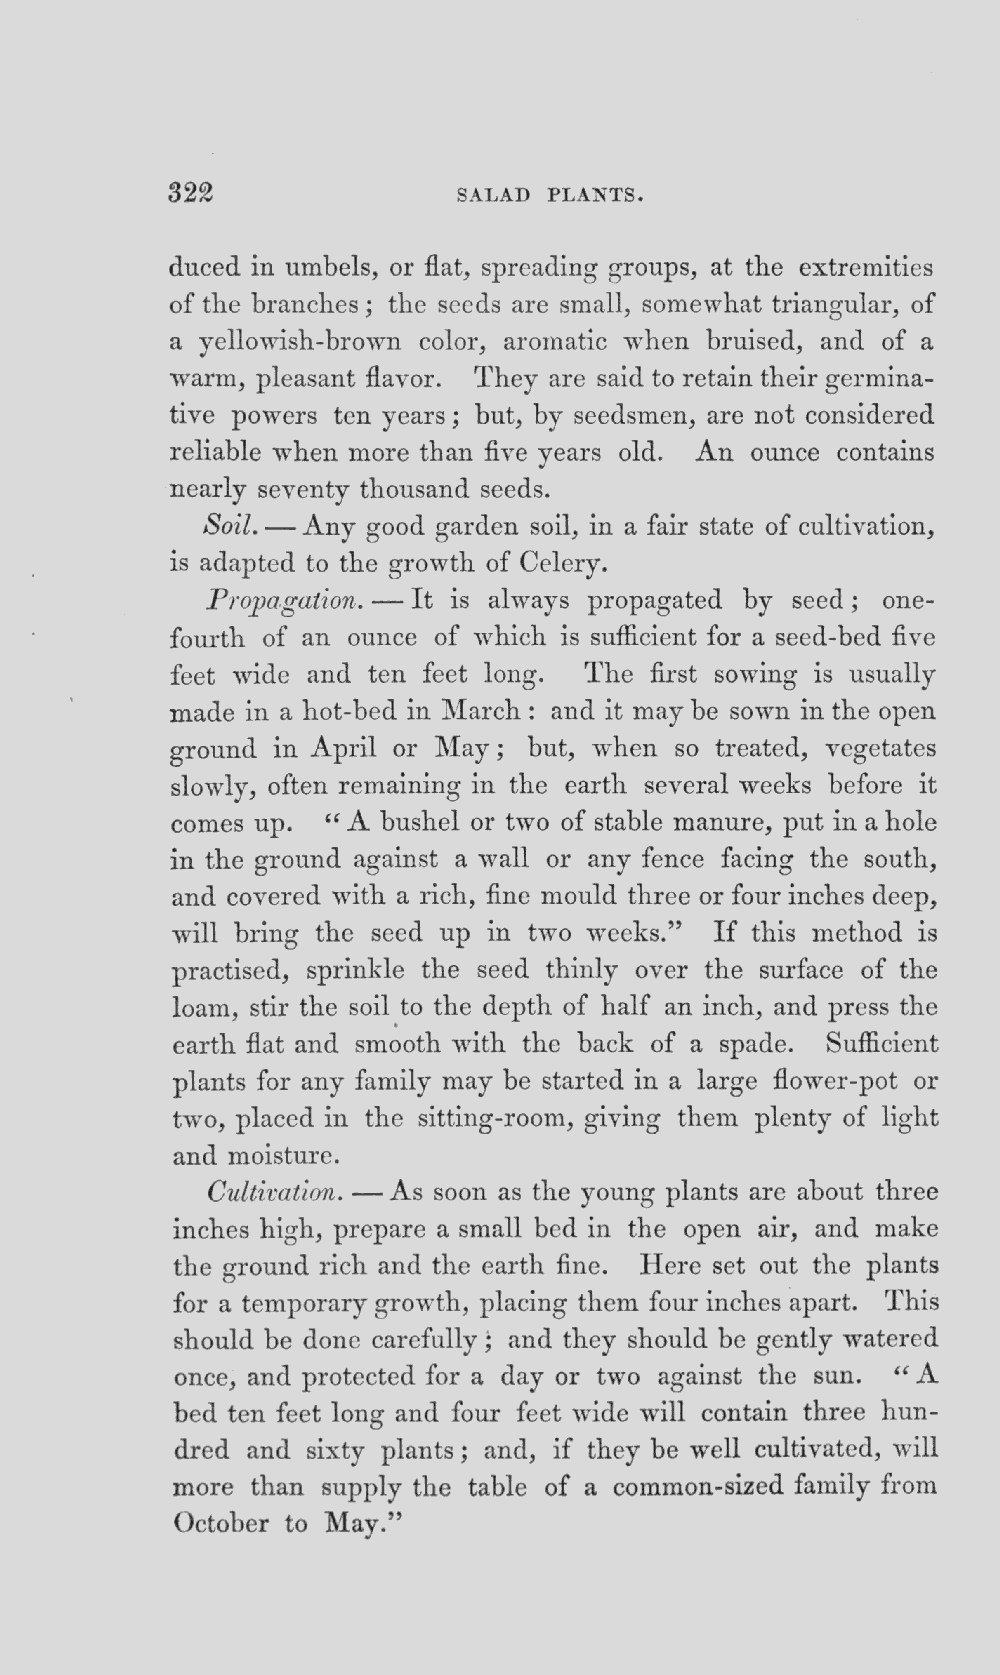 322 SALAD PLANTS.
duced in umbels, or flat, spreading groups, at the extremities
of the branches; the seeds are small, somewhat triangular, of
a yellowish-brown color, aromatic when bruised, and of a
warm, pleasant flavor. They are said to retain their germina-
tive powers ten years; but, by seedsmen, are not considered
reliable when more than five years old. An ounce contains
nearly seventy thousand seeds.
Soil. — Any good garden soil, in a fair state of cultivation,
is adapted to the growth of Celery.
Propagation. — It is always propagated by seed; one-
fourth of an ounce of which is sufficient for a seed-bed five
feet wide and ten feet long. The first sowing is usually
made in a hot-bed in March: and it may be sown in the open
ground in April or May; but, when so treated, vegetates
slowly, often remaining in the earth several weeks before it
comes up. “A bushel or two of stable manure, put in a hole
in the ground against a wall or any fence facing the south,
and covered with a rich, fine mould three or four inches deep,
will bring the seed up in two weeks.” If this method is
practised, sprinkle the seed thinly over the surface of the
loam, stir the soil to the depth of half an inch, and press the
earth flat and smooth with the back of a spade. Sufficient
plants for any family may be started in a large flower-pot or
two, placed in the sitting-room, giving them plenty of light
and moisture.
Cultivation. — As soon as the young plants are about three
inches high, prepare a small bed in the open air, and make
the ground rich and the earth fine. Here set out the plants
for a temporary growth, placing them four inches apart. This
should be done carefully; and they should be gently watered
once, and protected for a day or two against the sun. “A
bed ten feet long and four feet wide will contain three hun-
dred and sixty plants; and, if they be well cultivated, will
more than supply the table of a common-sized family from
October to May.”